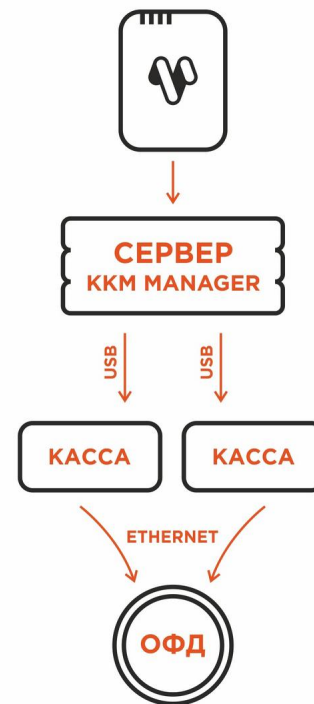 СЕРВЕР
KKM MANAGER
USB
USB
КАССА
КАССА
ETHERNET
ОФД